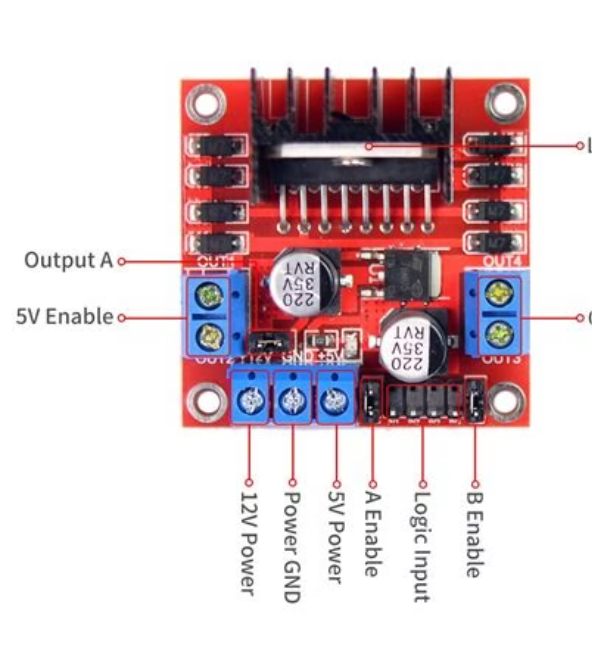 L
Output A
OUT1
OUT4
5V Enable
220
35V
RVT
220
35V
RVT
OUT2
12V
GND
+5V
OUT3
12V Power
Power GND
5V Power
A Enable
Logic Input
B Enable